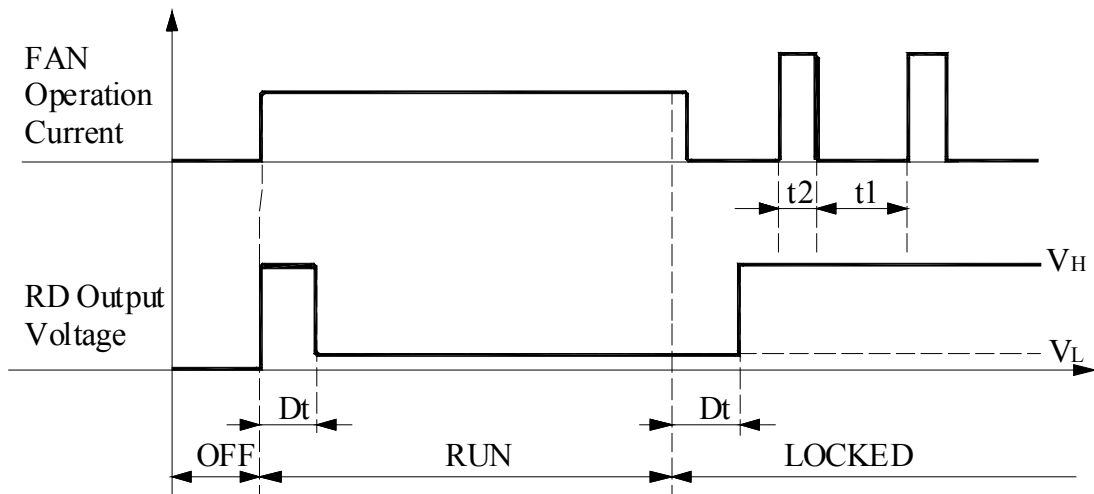 FAN
Operation
Current
t2
t1
VH
RD Output
Voltage
VL
Dt
Dt
OFF
RUN
LOCKED